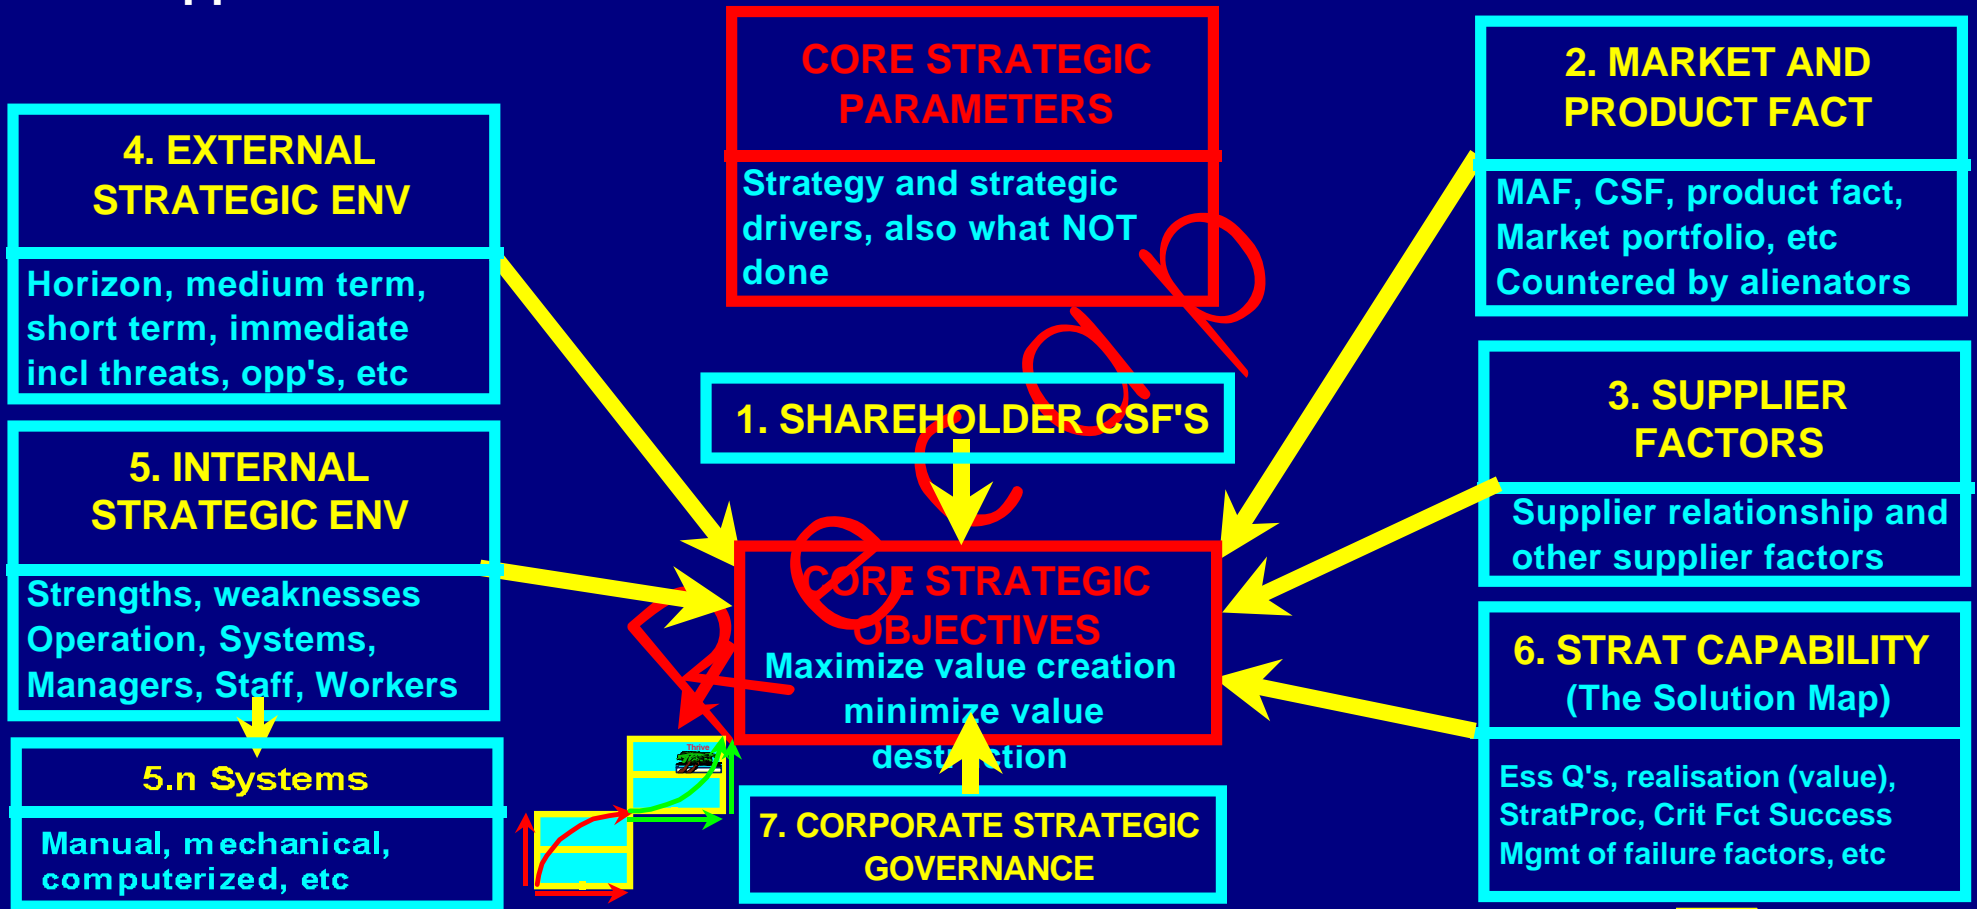 CORE STRATEGIC
PARAMETERS
Strategy and strategic
drivers, also what NOT
done
2. MARKET AND
PRODUCT FACT
MAF, CSF, product fact,
Market portfolio, etc
Countered by alienators
4. EXTERNAL
STRATEGIC ENV
Horizon, medium term,
short term, immediate
incl threats, opp's, etc
1. SHAREHOLDER CSF'S
3. SUPPLIER
FACTORS
Supplier relationship and
other supplier factors
5. INTERNAL
STRATEGIC ENV
Strengths, weaknesses
Operation, Systems,
Managers, Staff, Workers
CORE STRATEGIC
OBJECTIVES
Maximize value creation
minimize value
destruction
6. STRAT CAPABILITY
(The Solution Map)
Ess Q's, realisation (value),
StratProc, Crit Fct Success
Mgmt of failure factors, etc
5.n Systems
Manual, mechanical,
computerized, etc
Thrive
7. CORPORATE STRATEGIC
GOVERNANCE
Recap